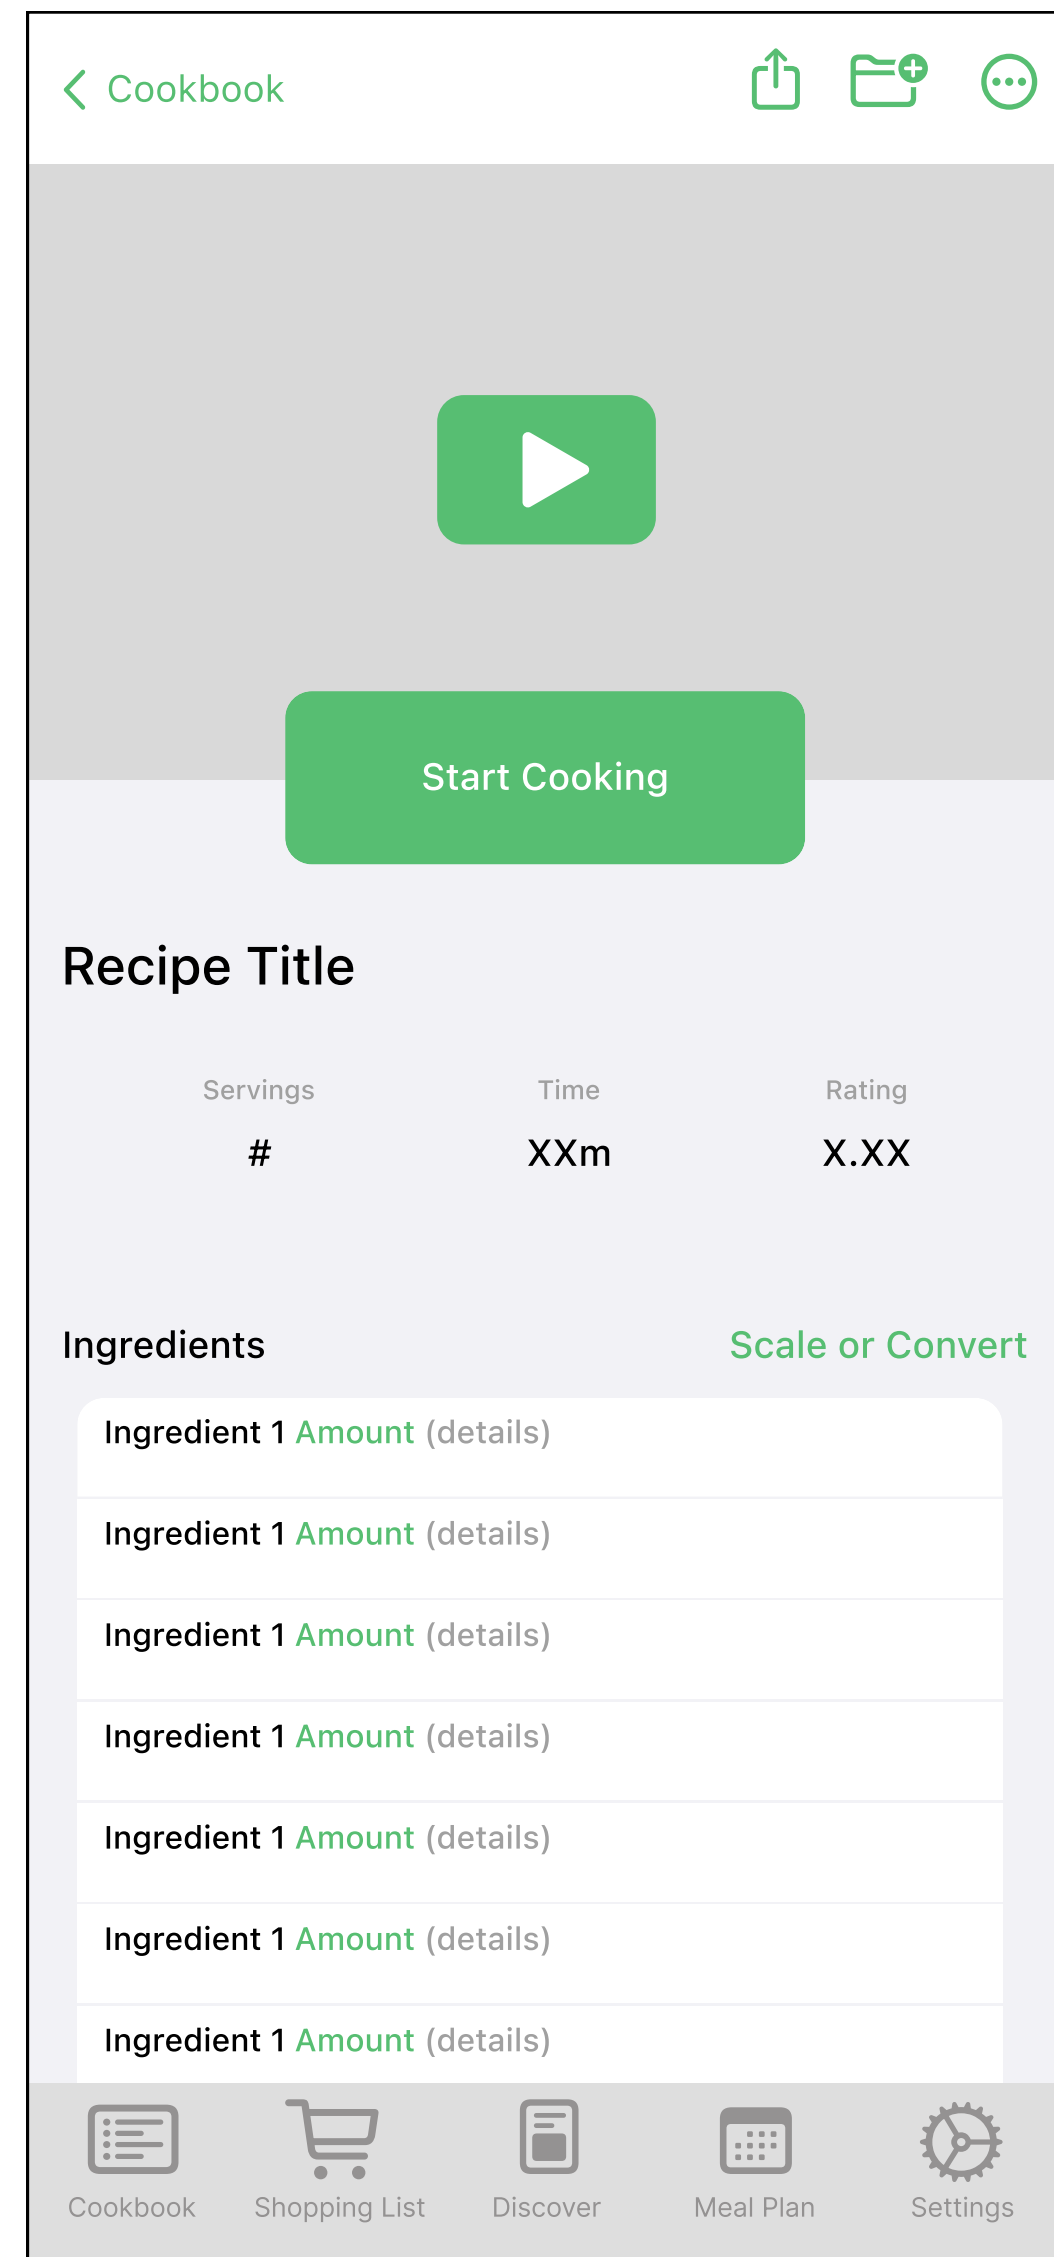 Cookbook
Start Cooking
Recipe Title
Servings Time Rating
# XXm X.XX
Ingredients Scale or Convert
Ingredient 1 Amount (details)
Ingredient 1 Amount (details)
Ingredient 1 Amount (details)
Ingredient 1 Amount (details)
Ingredient 1 Amount (details)
Ingredient 1 Amount (details)
Ingredient 1 Amount (details)
Cookbook Shopping List Discover Meal Plan Settings